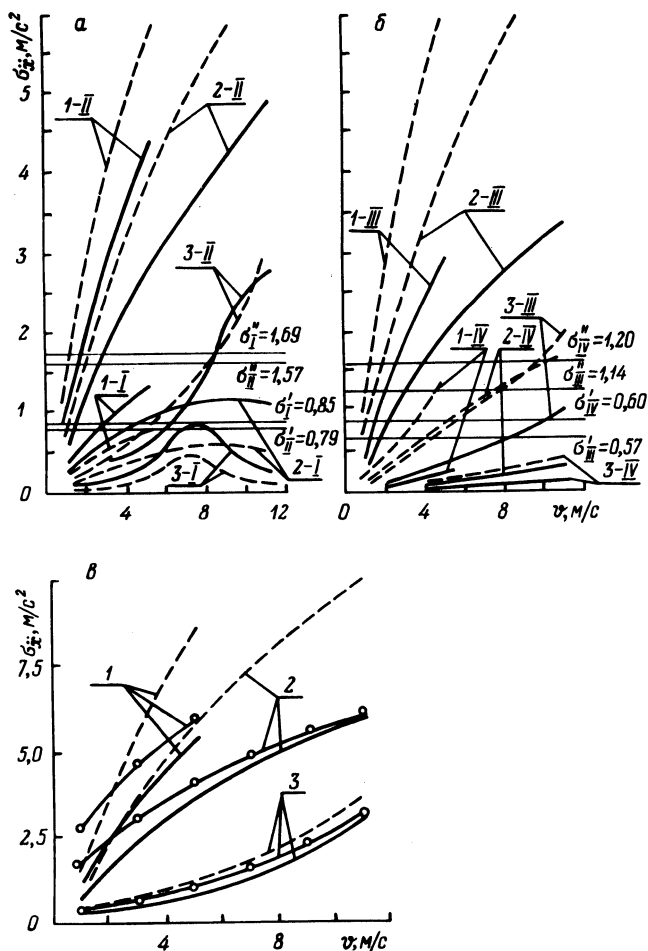 а
σẍ, м/с²
5
4
3
2
1
0
1-II
2-II
3-II
σ"I=1,69
σ"II=1,57
1-I
σ'I=0,85
σ'II=0,79
3-I
2-I
4
8
12
б
1-III
2-III
3-III
1-IV
2-IV
σ"IV=1,20
σ"III=1,14
σ'IV=0,60
σ'III=0,57
3-IV
0
4
8
v, м/с
в
σẍ, м/с²
7,5
5,0
2,5
0
1
2
3
4
8
v, м/с